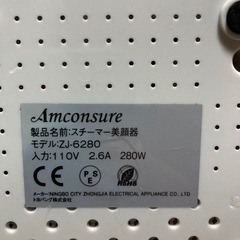 Amconsure
製品名前:スチーマー美顔器
モデル:ZJ-6280
入力:110V 2.6A 280W
CE PSE RoHS
メーカー:NINGBO CITY ZHONGJIA ELECTRICAL APPLIANCE CO., LTD